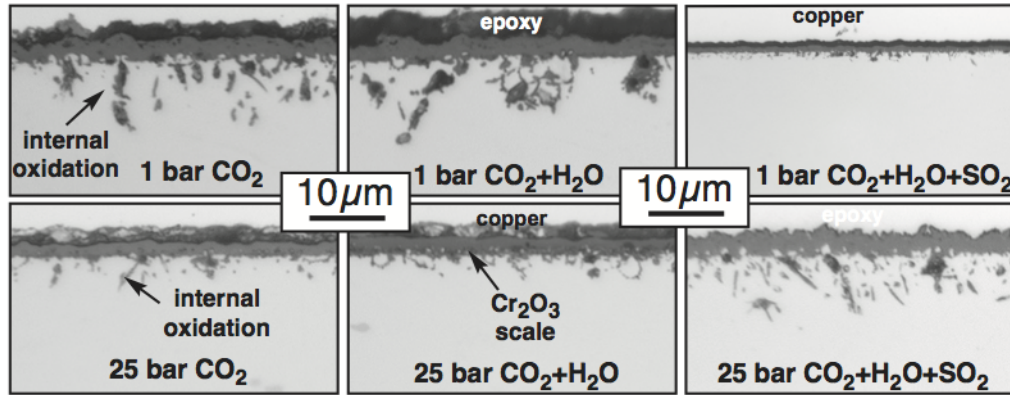 epoxy
copper
internal
oxidation
1 bar CO₂
1 bar CO₂+H₂O
1 bar CO₂+H₂O+SO₂
10μm
10μm
copper
epoxy
internal
oxidation
Cr₂O₃
scale
25 bar CO₂
25 bar CO₂+H₂O
25 bar CO₂+H₂O+SO₂